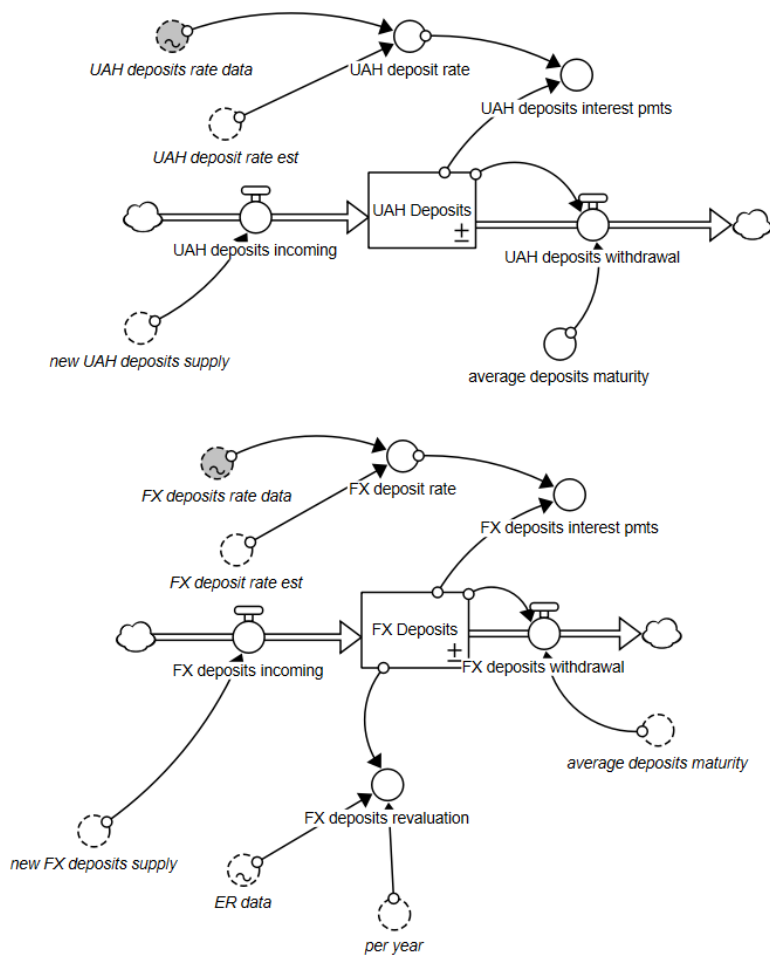 UAH deposits rate data
UAH deposit rate
UAH deposits interest pmts
UAH deposit rate est
UAH Deposits
UAH deposits incoming
UAH deposits withdrawal
new UAH deposits supply
average deposits maturity
FX deposits rate data
FX deposit rate
FX deposits interest pmts
FX deposit rate est
FX Deposits
FX deposits incoming
FX deposits withdrawal
average deposits maturity
FX deposits revaluation
new FX deposits supply
ER data
per year